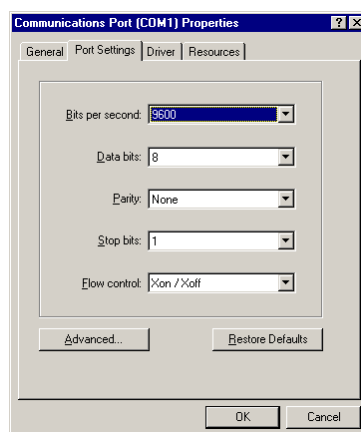 Communications Port (COM1) Properties
General Port Settings Driver Resources
Bits per second: 9600
Data bits: 8
Parity: None
Stop bits: 1
Flow control: Xon / Xoff
Advanced... Restore Defaults
OK Cancel